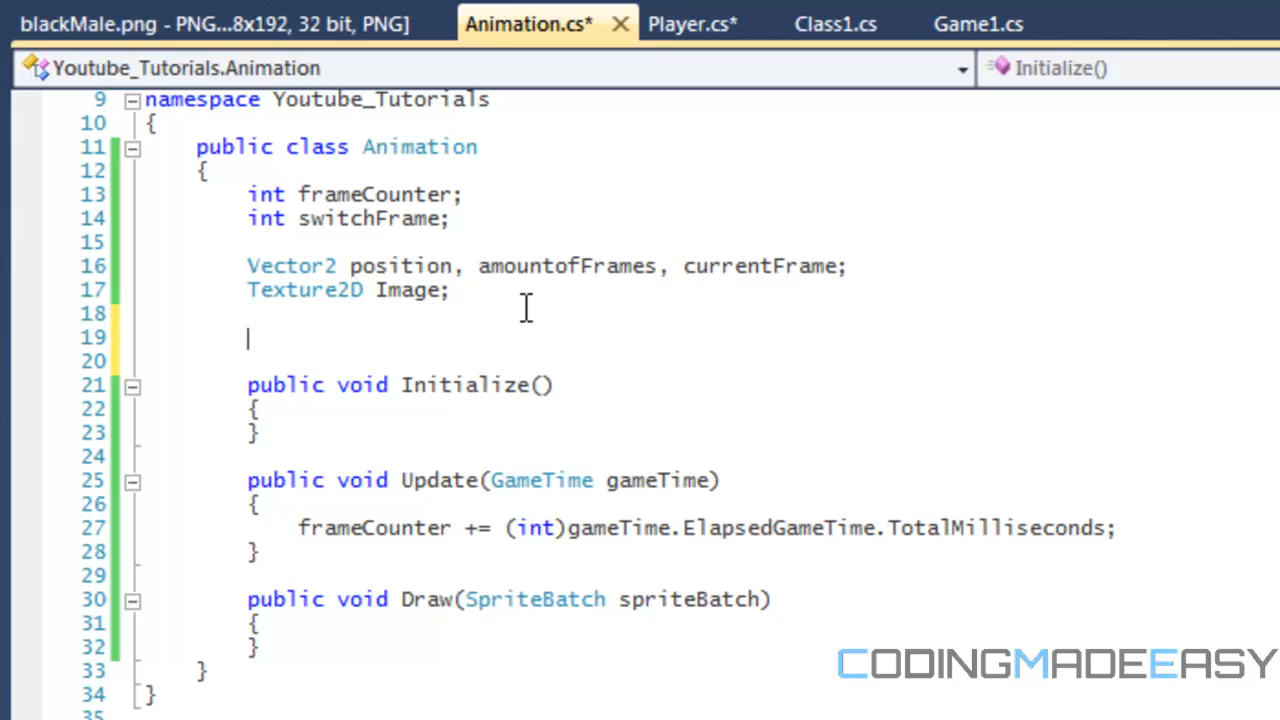 blackMale.png - PNG...8x192, 32 bit, PNG] Animation.cs* Player.cs* Class1.cs Game1.cs
Youtube_Tutorials.Animation Initialize()
9 namespace Youtube_Tutorials
10 {
11 public class Animation
12 {
13 int frameCounter;
14 int switchFrame;
15
16 Vector2 position, amountofFrames, currentFrame;
17 Texture2D Image;
18
19
20
21 public void Initialize()
22 {
23 }
24
25 public void Update(GameTime gameTime)
26 {
27 frameCounter += (int)gameTime.ElapsedGameTime.TotalMilliseconds;
28 }
29
30 public void Draw(SpriteBatch spriteBatch)
31 {
32 }
33 }
34 }
35
CODINGMADEEASY